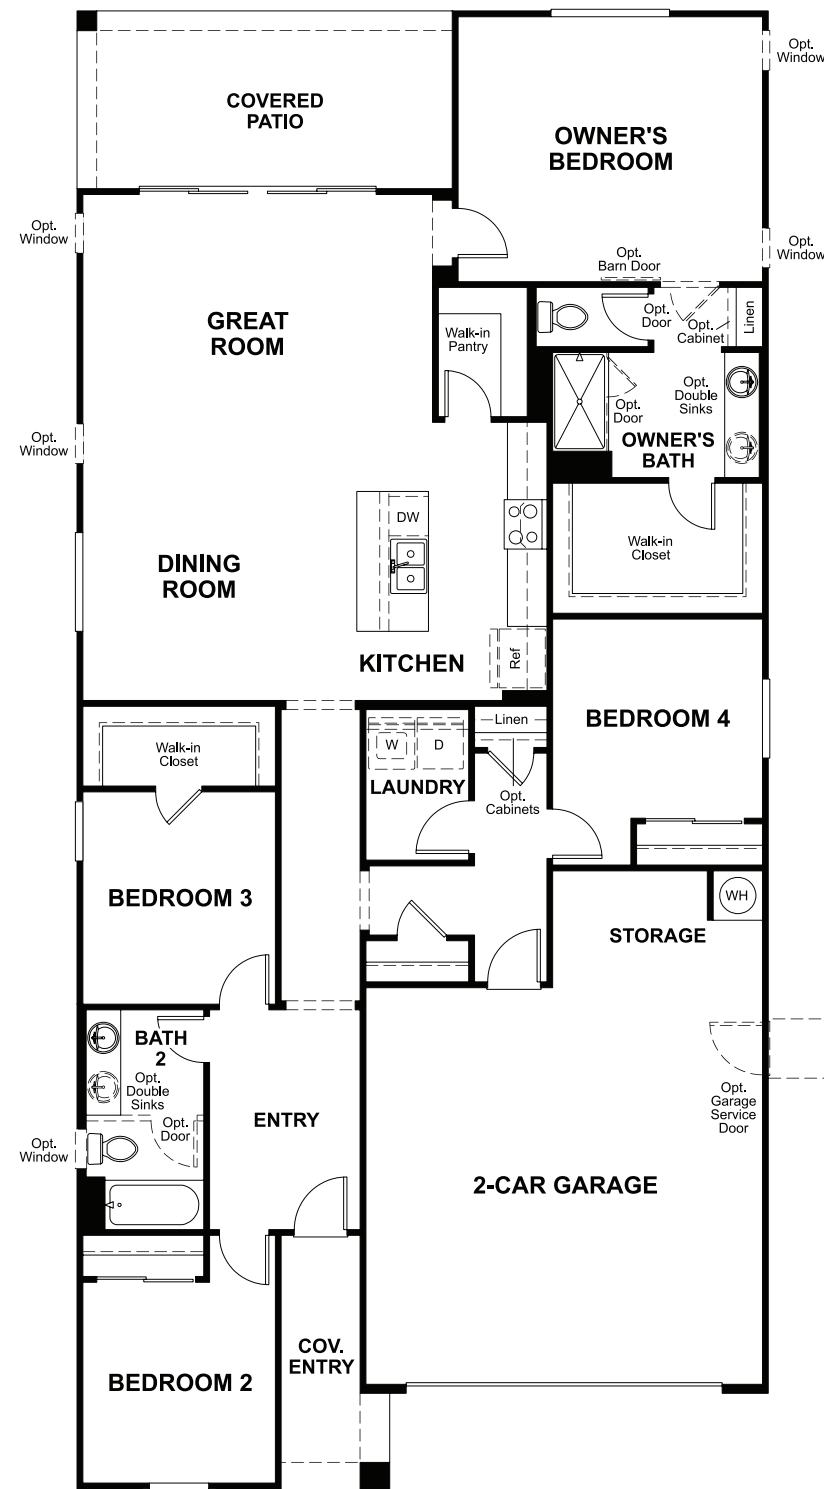 COVERED
PATIO
Opt.
Window
OWNER'S
BEDROOM
Opt.
Window
Opt.
Window
Opt.
Barn Door
GREAT
ROOM
Walk-in
Pantry
Opt.
Door
Opt.
Cabinet
Linen
Opt.
Window
Opt.
Door
Opt.
Double
Sinks
OWNER'S
BATH
DW
DINING
ROOM
Walk-in
Closet
KITCHEN
Ref
Walk-in
Closet
W
D
LAUNDRY
Linen
Opt.
Cabinets
BEDROOM 4
BEDROOM 3
WH
STORAGE
BATH
2
Opt.
Double
Sinks
Opt.
Door
Opt.
Window
ENTRY
Opt.
Garage
Service
Door
2-CAR GARAGE
COV.
ENTRY
BEDROOM 2